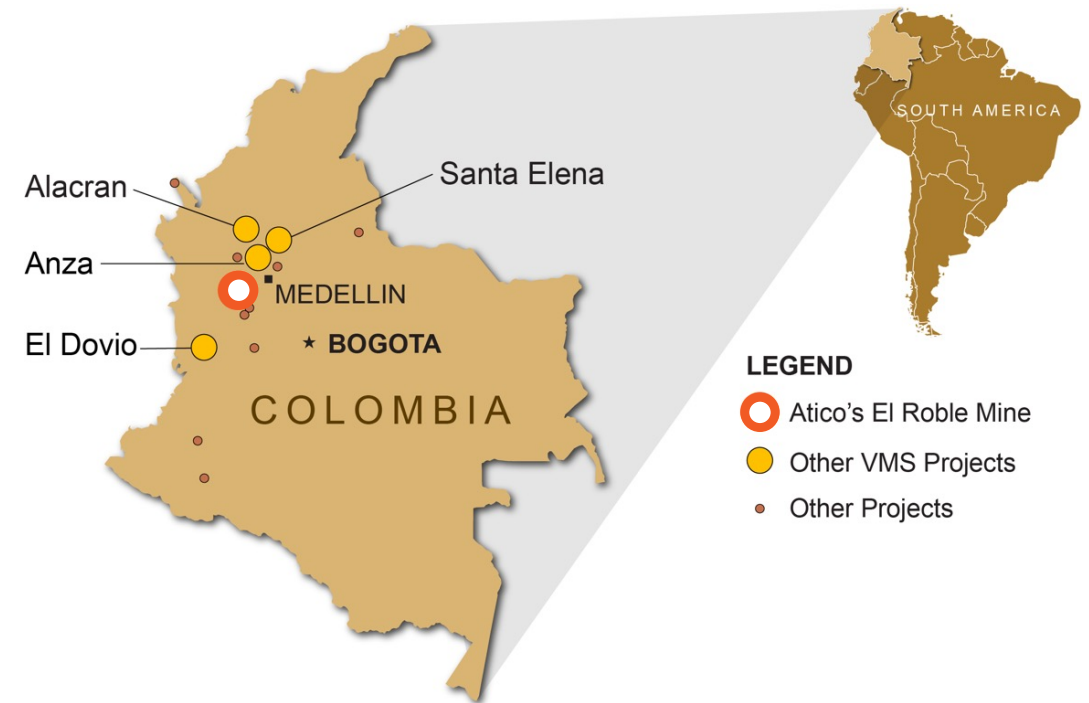 SOUTH AMERICA
Alacran
Santa Elena
Anza
MEDELLIN
El Dovio
BOGOTA
COLOMBIA
LEGEND
Atico's El Roble Mine
Other VMS Projects
Other Projects